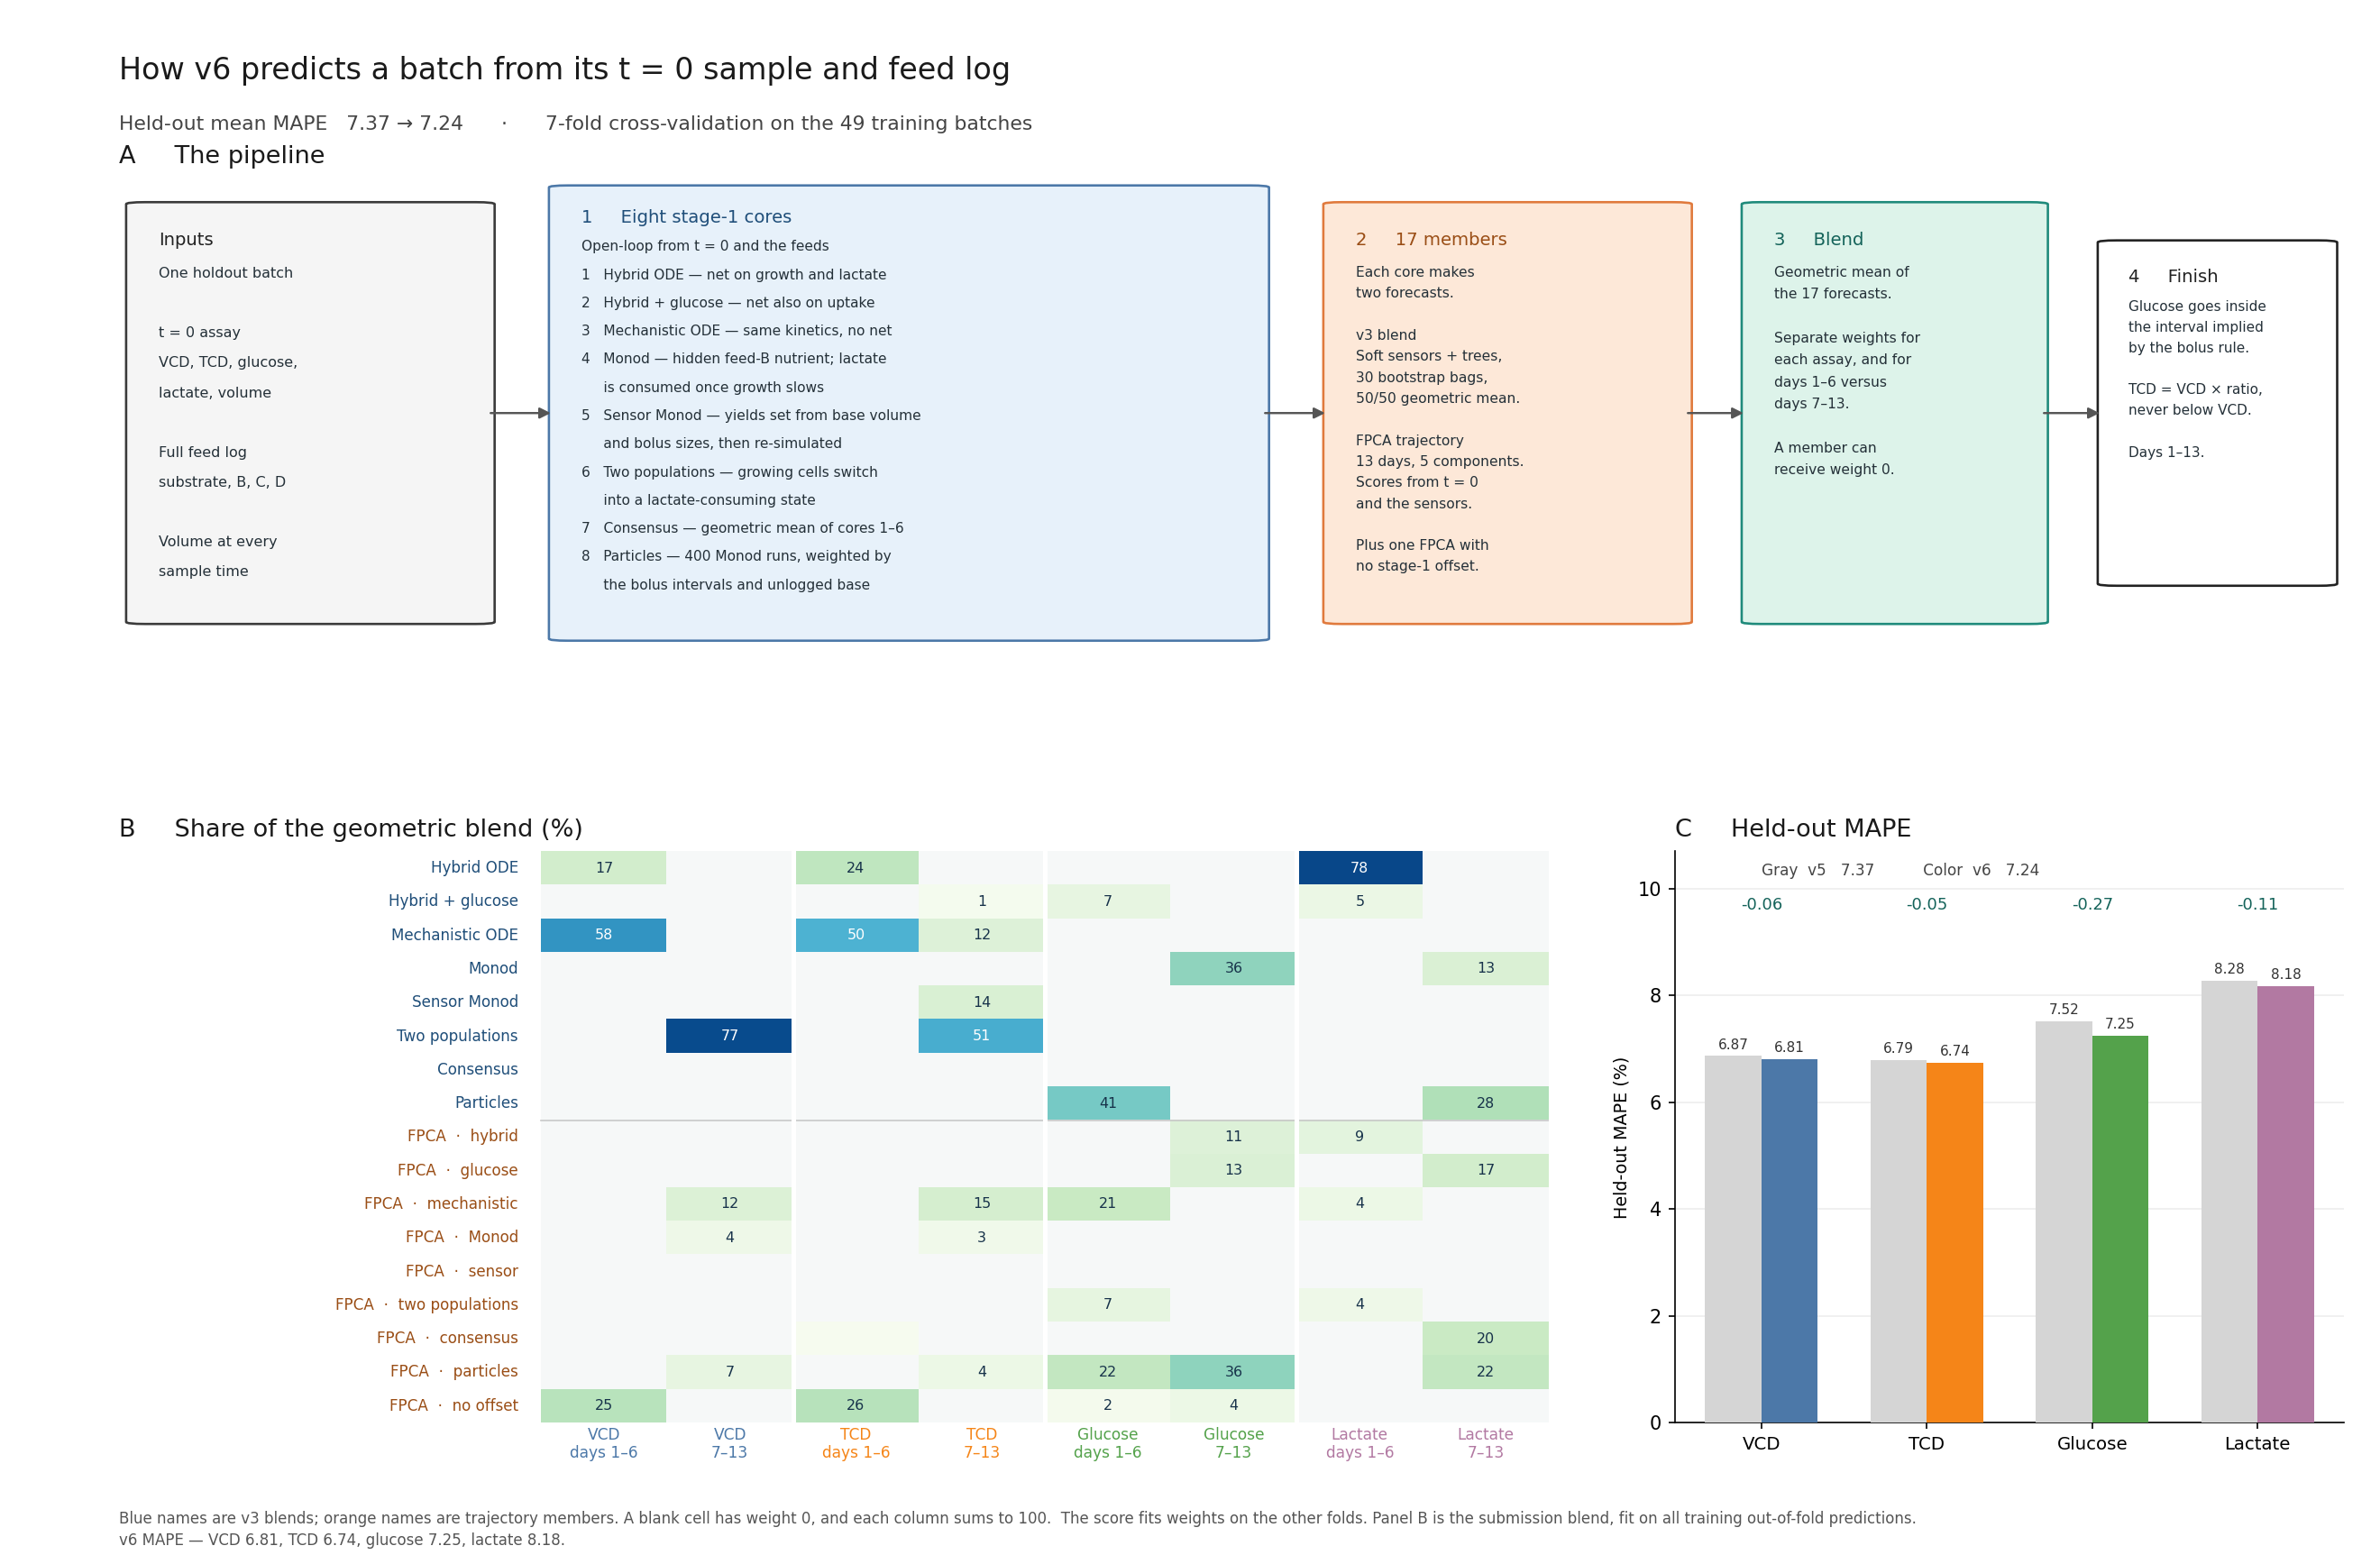 How v6 predicts a batch from its t = 0 sample and feed log
Held-out mean MAPE 7.37 → 7.24 · 7-fold cross-validation on the 49 training batches
A The pipeline
Inputs
One holdout batch
t = 0 assay
VCD, TCD, glucose,
lactate, volume
Full feed log
substrate, B, C, D
Volume at every
sample time
1 Eight stage-1 cores
Open-loop from t = 0 and the feeds
1 Hybrid ODE — net on growth and lactate
2 Hybrid + glucose — net also on uptake
3 Mechanistic ODE — same kinetics, no net
4 Monod — hidden feed-B nutrient; lactate
is consumed once growth slows
5 Sensor Monod — yields set from base volume
and bolus sizes, then re-simulated
6 Two populations — growing cells switch
into a lactate-consuming state
7 Consensus — geometric mean of cores 1–6
8 Particles — 400 Monod runs, weighted by
the bolus intervals and unlogged base
2 17 members
Each core makes
two forecasts.
v3 blend
Soft sensors + trees,
30 bootstrap bags,
50/50 geometric mean.
FPCA trajectory
13 days, 5 components.
Scores from t = 0
and the sensors.
Plus one FPCA with
no stage-1 offset.
3 Blend
Geometric mean of
the 17 forecasts.
Separate weights for
each assay, and for
days 1–6 versus
days 7–13.
A member can
receive weight 0.
4 Finish
Glucose goes inside
the interval implied
by the bolus rule.
TCD = VCD × ratio,
never below VCD.
Days 1–13.
B Share of the geometric blend (%)
Hybrid ODE 17 24 78
Hybrid + glucose 1 7 5
Mechanistic ODE 58 50 12
Monod 36 13
Sensor Monod 14
Two populations 77 51
Consensus
Particles 41 28
FPCA · hybrid 11 9
FPCA · glucose 13 17
FPCA · mechanistic 12 15 21 4
FPCA · Monod 4 3
FPCA · sensor
FPCA · two populations 7 4
FPCA · consensus 20
FPCA · particles 7 4 22 36 22
FPCA · no offset 25 26 2 4
VCD VCD TCD TCD Glucose Glucose Lactate Lactate
days 1–6 7–13 days 1–6 7–13 days 1–6 7–13 days 1–6 7–13
C Held-out MAPE
Gray v5 7.37 Color v6 7.24
-0.06 -0.05 -0.27 -0.11
Held-out MAPE (%)
10
8
6
4
2
0
6.87 6.81 6.79 6.74 7.52 7.25 8.28 8.18
VCD TCD Glucose Lactate
Blue names are v3 blends; orange names are trajectory members. A blank cell has weight 0, and each column sums to 100. The score fits weights on the other folds. Panel B is the submission blend, fit on all training out-of-fold predictions.
v6 MAPE — VCD 6.81, TCD 6.74, glucose 7.25, lactate 8.18.